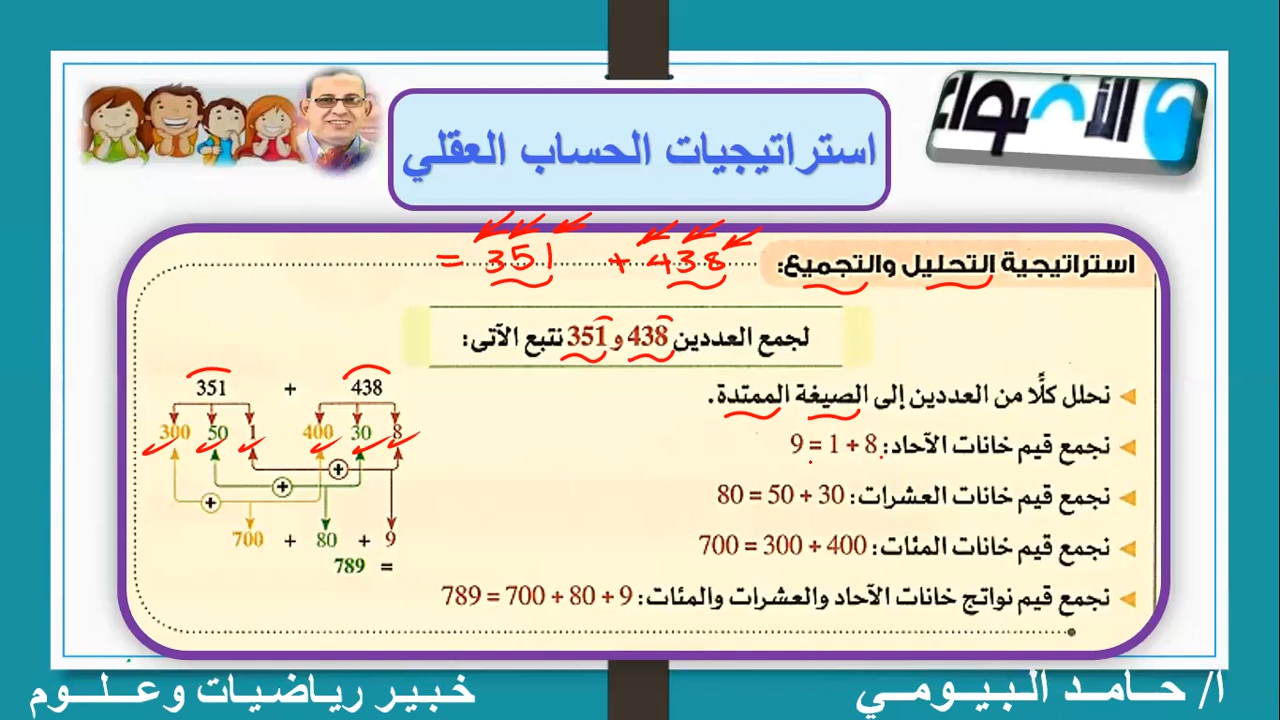 الأضواء
استراتيجيات الحساب العقلي
استراتيجية التحليل والتجميع:
438 + 351 =
لجمع العددين 438 و 351 نتبع الآتى:
نحلل كلًّا من العددين إلى الصيغة الممتدة.
نجمع قيم خانات الآحاد: 8 + 1 = 9
نجمع قيم خانات العشرات: 30 + 50 = 80
نجمع قيم خانات المئات: 400 + 300 = 700
نجمع قيم نواتج خانات الآحاد والعشرات والمئات: 9 + 80 + 700 = 789
351 + 438
300 50 1 400 30 8
+
+
+
700 + 80 + 9
789 =
أ/ حامد البيومي
خبير رياضيات وعلوم